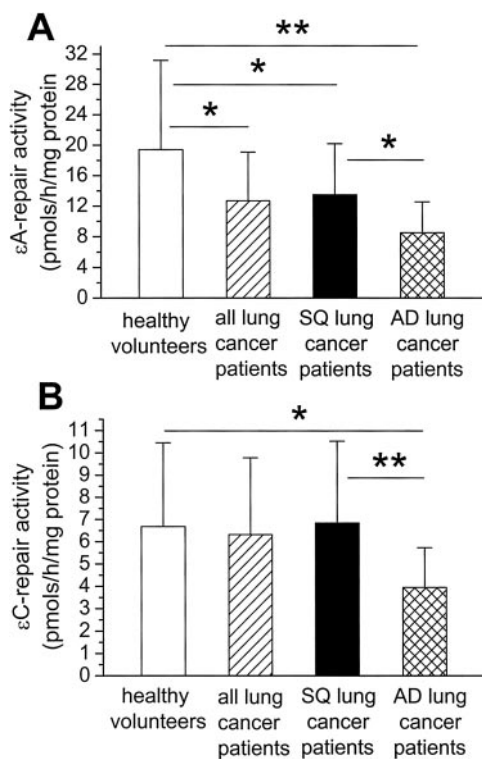 A
**
*
*
*
32
28
24
20
16
12
8
4
0
εA-repair activity
(pmols/h/mg protein
healthy
volunteers
all lung
cancer
patients
SQ lung
cancer
patients
AD lung
cancer
patients
B
*
**
11
10
9
8
7
6
5
4
3
2
1
0
εC-repair activity
(pmols/h/mg protein)
healthy
volunteers
all lung
cancer
patients
SQ lung
cancer
patients
AD lung
cancer
patients